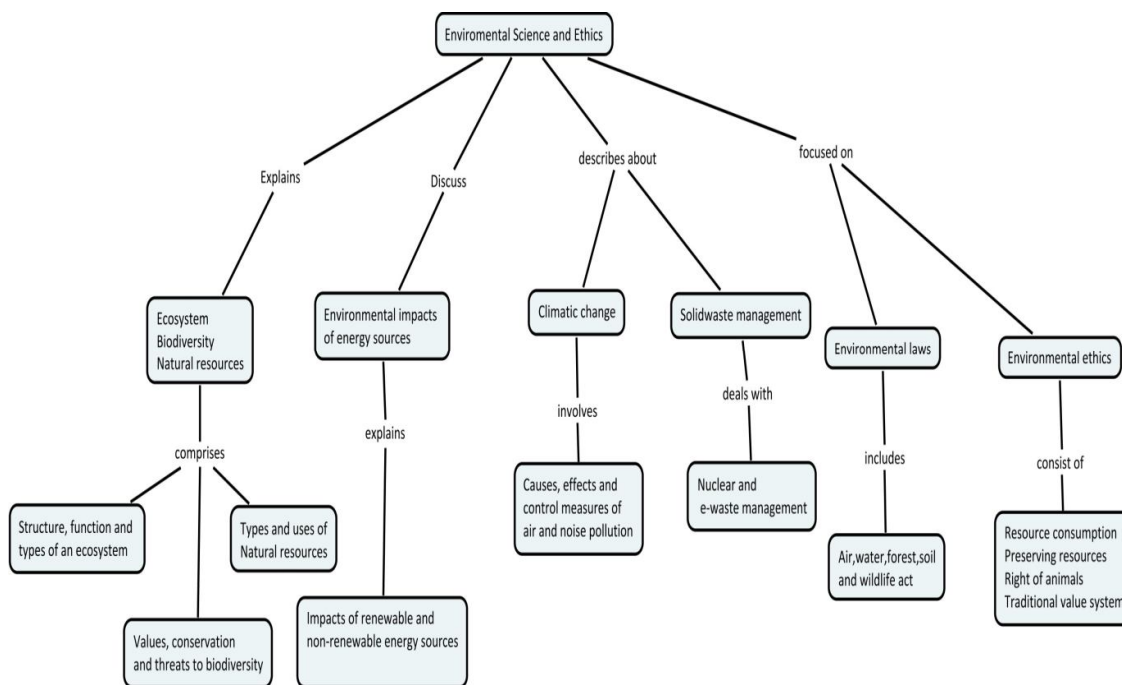 Enviromental Science and Ethics
Explains
Discuss
describes about
focused on
Ecosystem
Biodiversity
Natural resources
Environmental impacts
of energy sources
Climatic change
Solidwaste management
Environmental laws
Environmental ethics
comprises
explains
involves
deals with
includes
consist of
Structure, function and
types of an ecosystem
Types and uses of
Natural resources
Values, conservation
and threats to biodiversity
Impacts of renewable and
non-renewable energy sources
Causes, effects and
control measures of
air and noise pollution
Nuclear and
e-waste management
Air,water,forest,soil
and wildlife act
Resource consumption
Preserving resources
Right of animals
Traditional value system